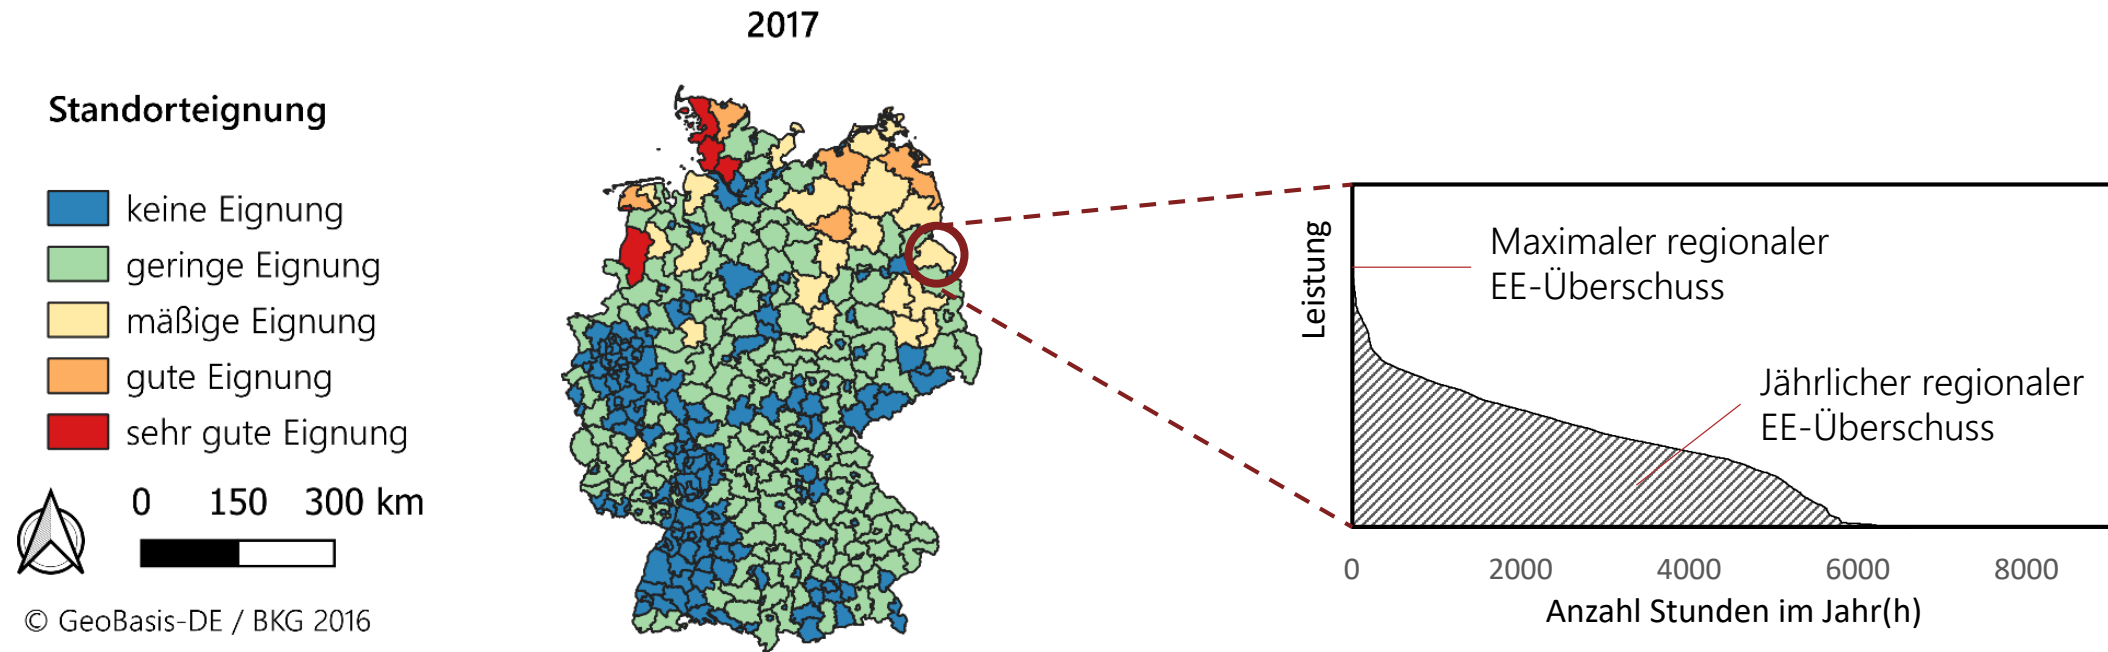 2017
Standorteignung
keine Eignung
geringe Eignung
mäßige Eignung
gute Eignung
sehr gute Eignung
0 150 300 km
© GeoBasis-DE / BKG 2016
Leistung
Maximaler regionaler
EE-Überschuss
Jährlicher regionaler
EE-Überschuss
0 2000 4000 6000 8000
Anzahl Stunden im Jahr(h)